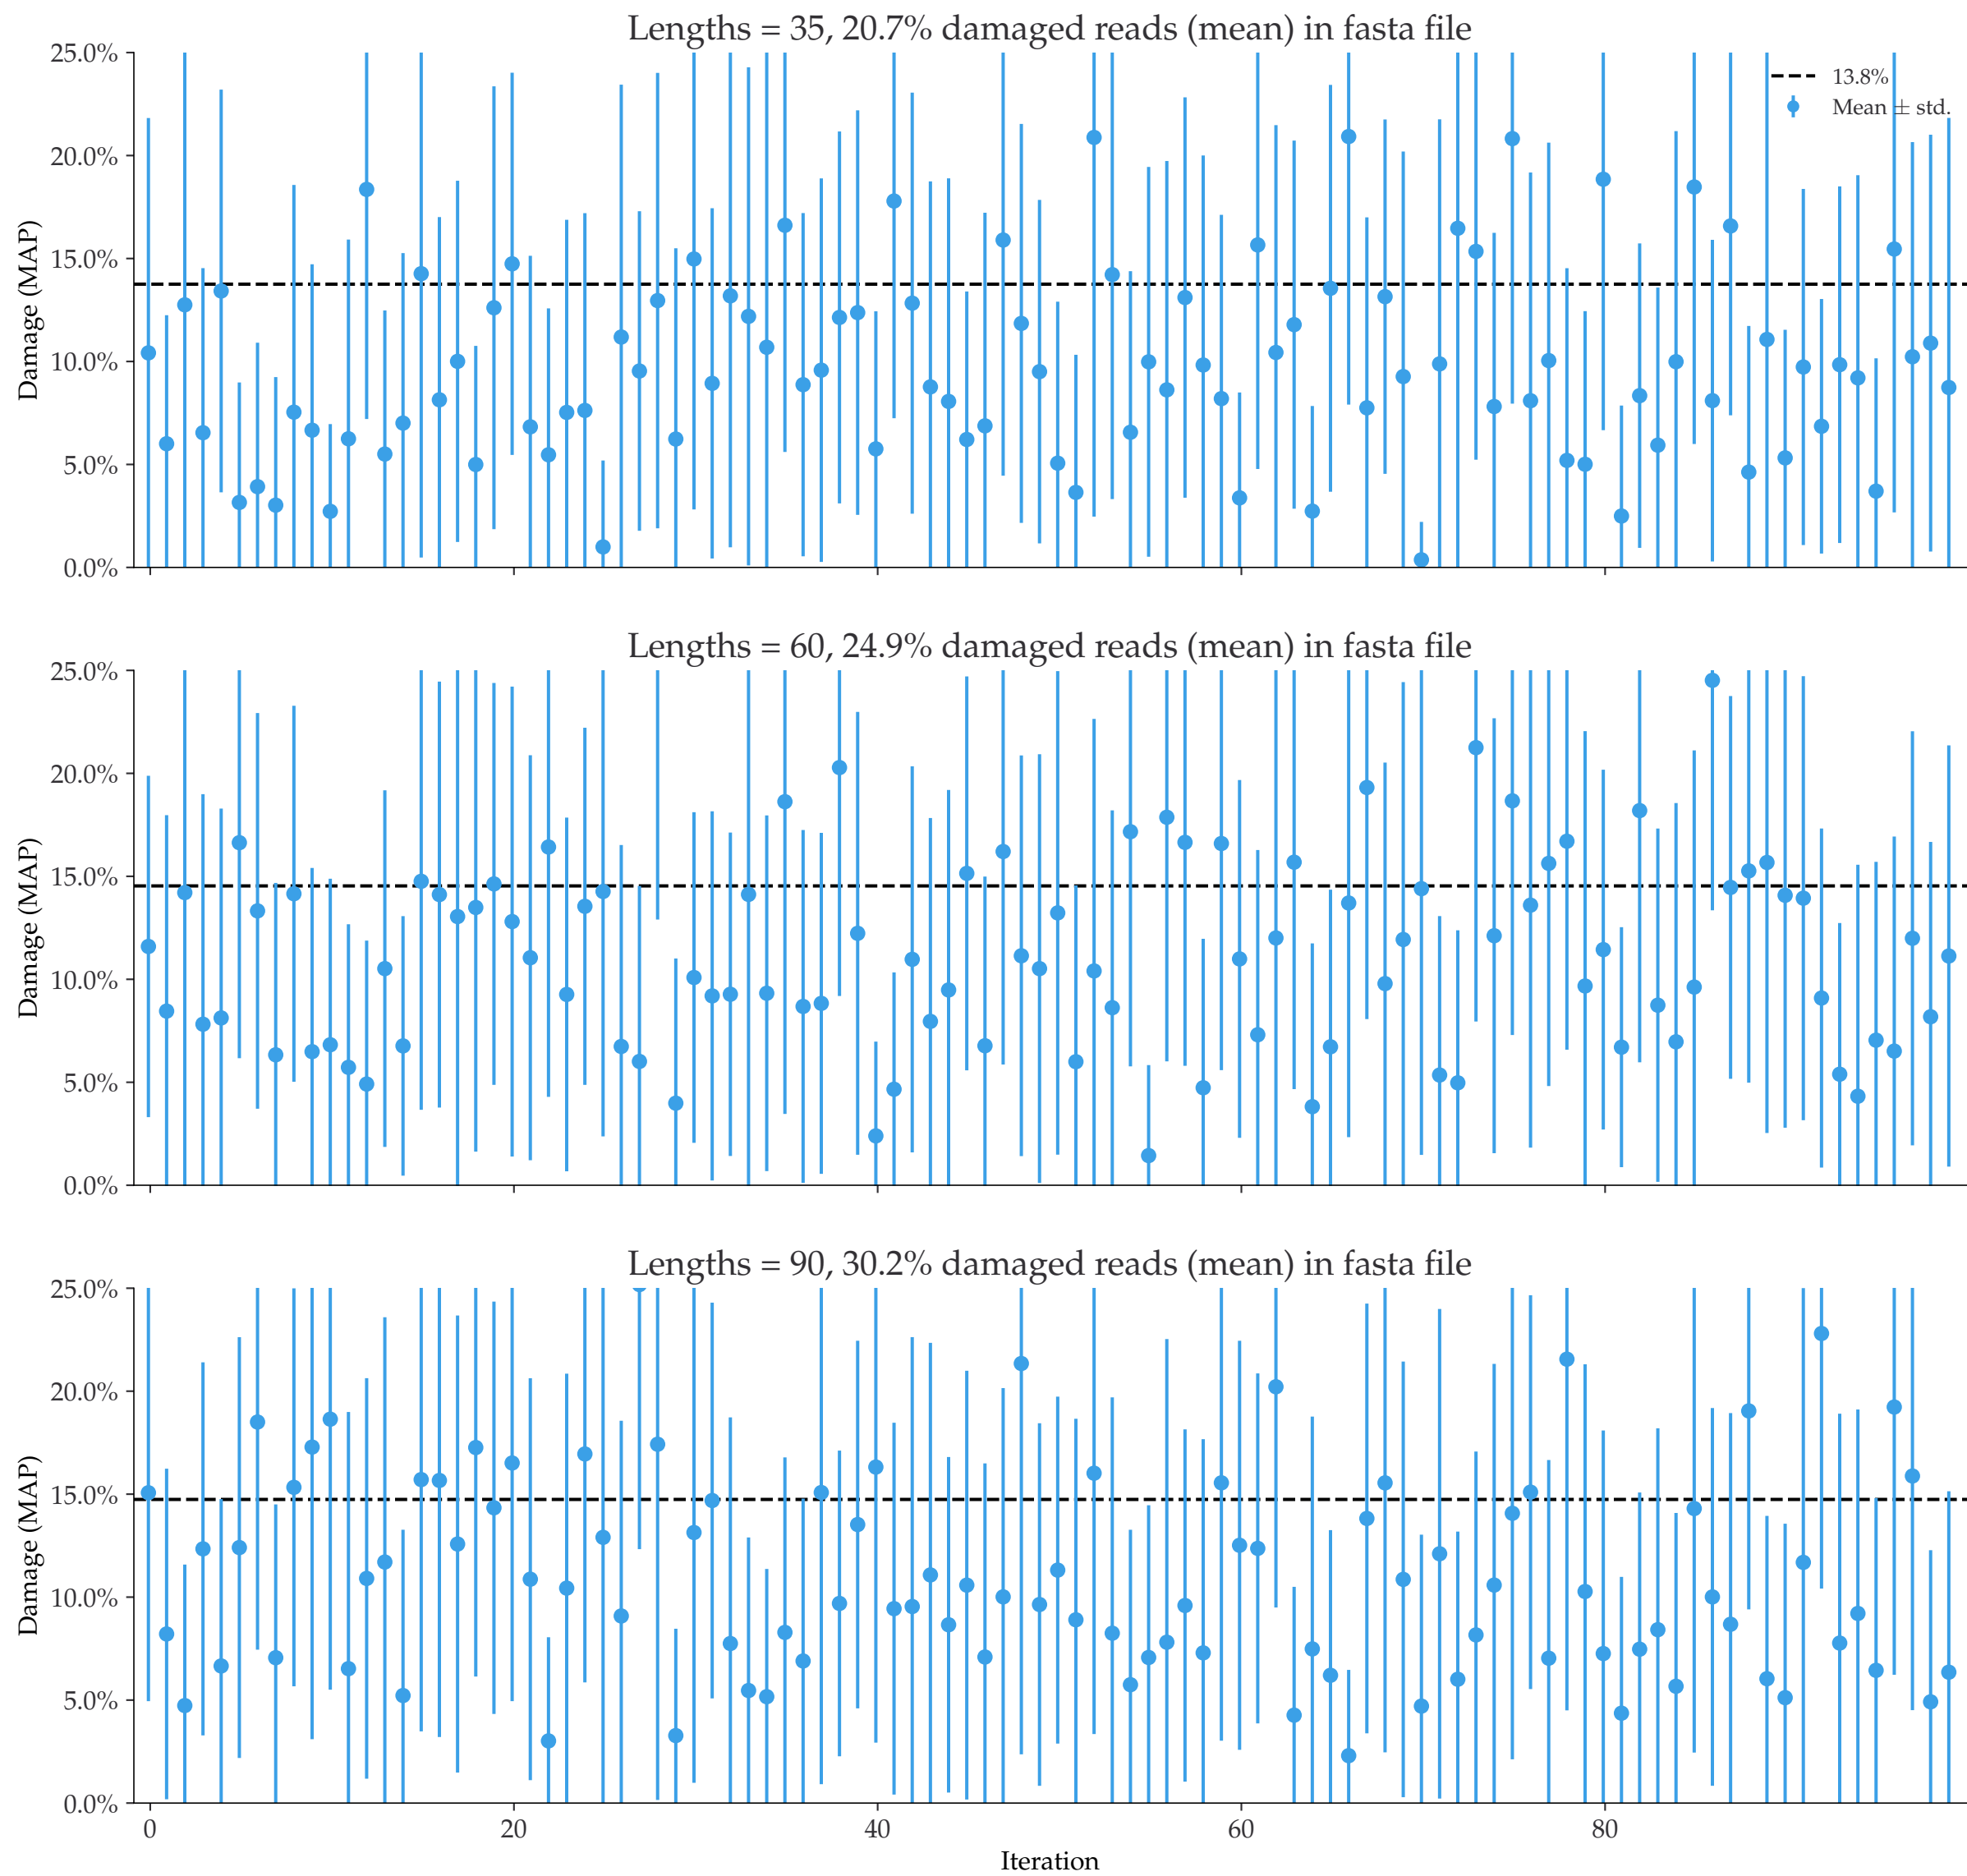 Lengths = 35, 20.7% damaged reads (mean) in fasta file
25.0%
20.0%
15.0%
10.0%
5.0%
0.0%
Damage (MAP)
13.8%
Mean ± std.
Lengths = 60, 24.9% damaged reads (mean) in fasta file
25.0%
20.0%
15.0%
10.0%
5.0%
0.0%
Damage (MAP)
Lengths = 90, 30.2% damaged reads (mean) in fasta file
25.0%
20.0%
15.0%
10.0%
5.0%
0.0%
Damage (MAP)
0 20 40 60 80
Iteration